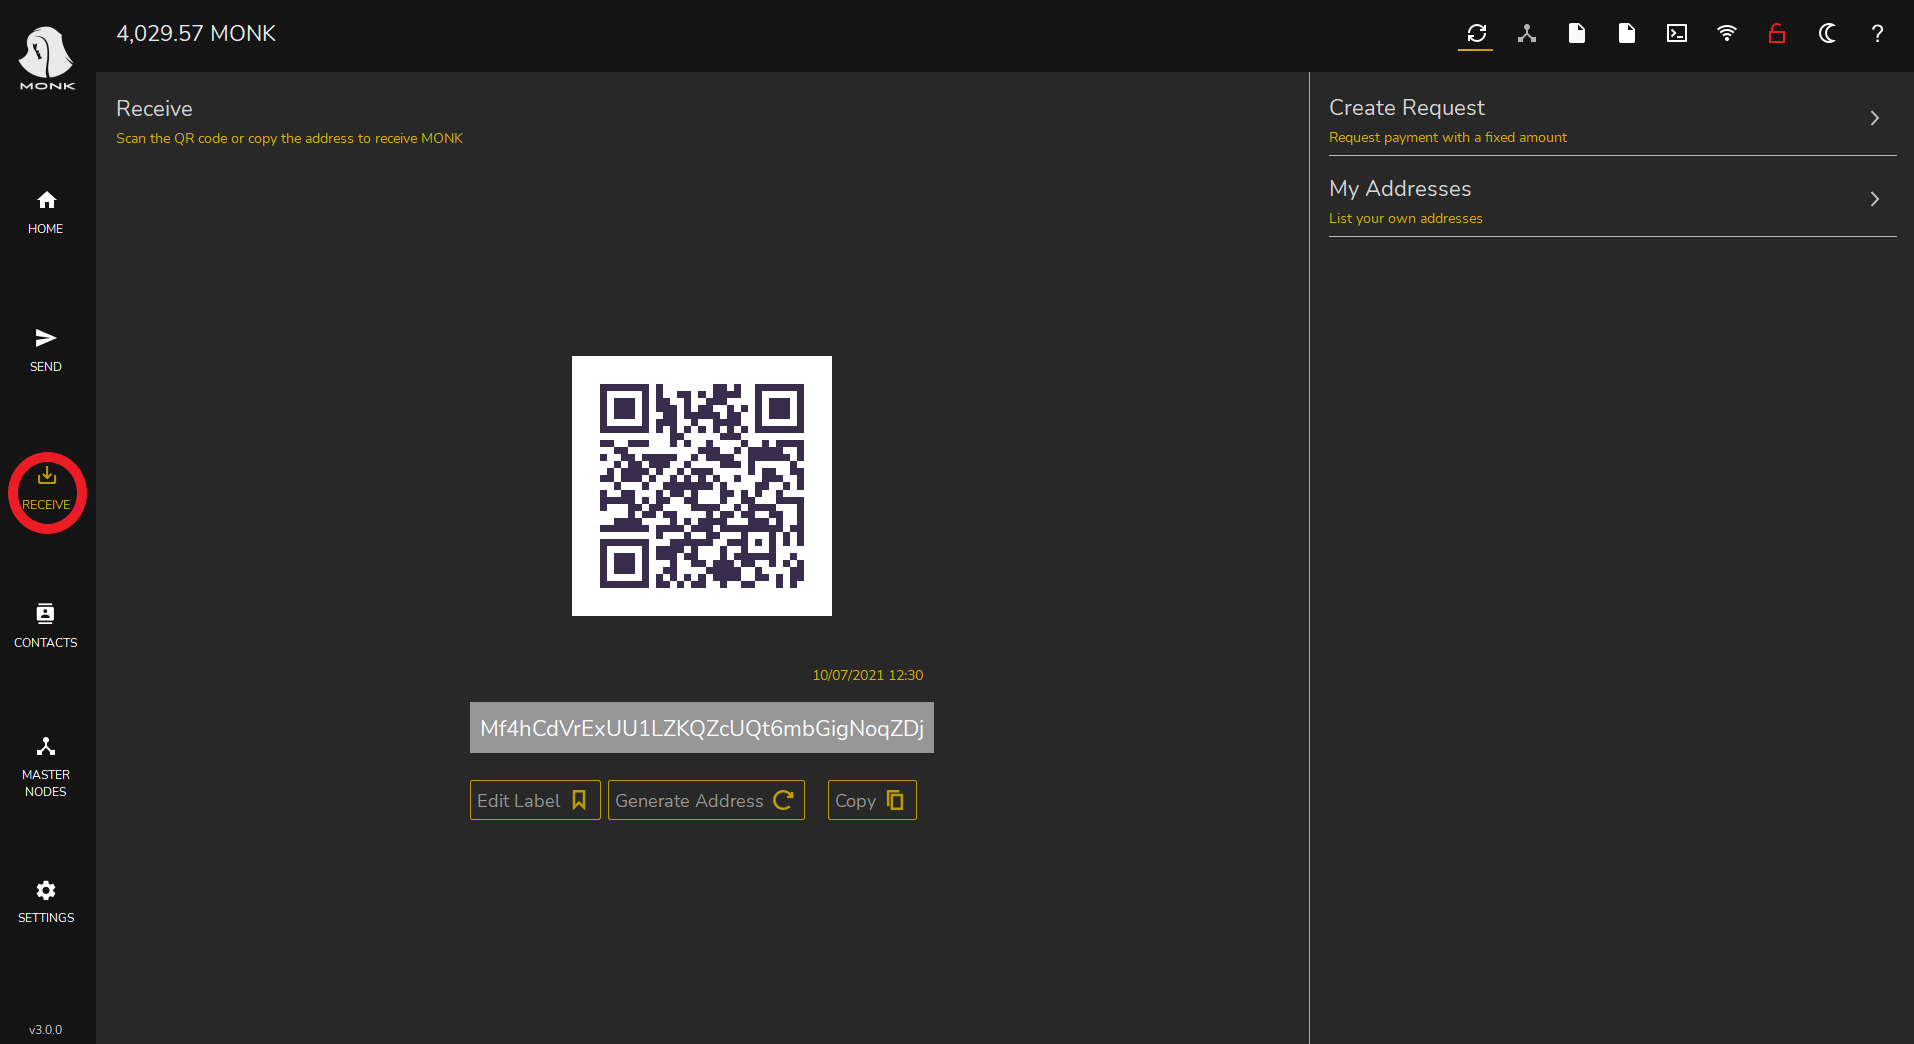 MONK
4,029.57 MONK
HOME
SEND
RECEIVE
CONTACTS
MASTER
NODES
SETTINGS
v3.0.0
Receive
Scan the QR code or copy the address to receive MONK
10/07/2021 12:30
Mf4hCdVrExUU1LZKQZcUQt6mbGigNoqZDj
Edit Label
Generate Address
Copy
Create Request
Request payment with a fixed amount
My Addresses
List your own addresses